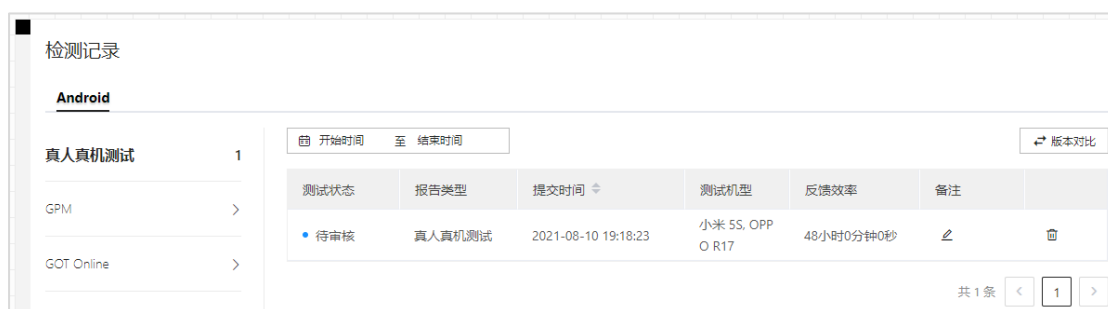 检测记录
Android
真人真机测试 1
GPM
GOT Online
开始时间 至 结束时间
版本对比
测试状态 报告类型 提交时间 测试机型 反馈效率 备注
待审核 真人真机测试 2021-08-10 19:18:23 小米 5S, OPP 48小时0分钟0秒
O R17
共 1 条 < 1 >